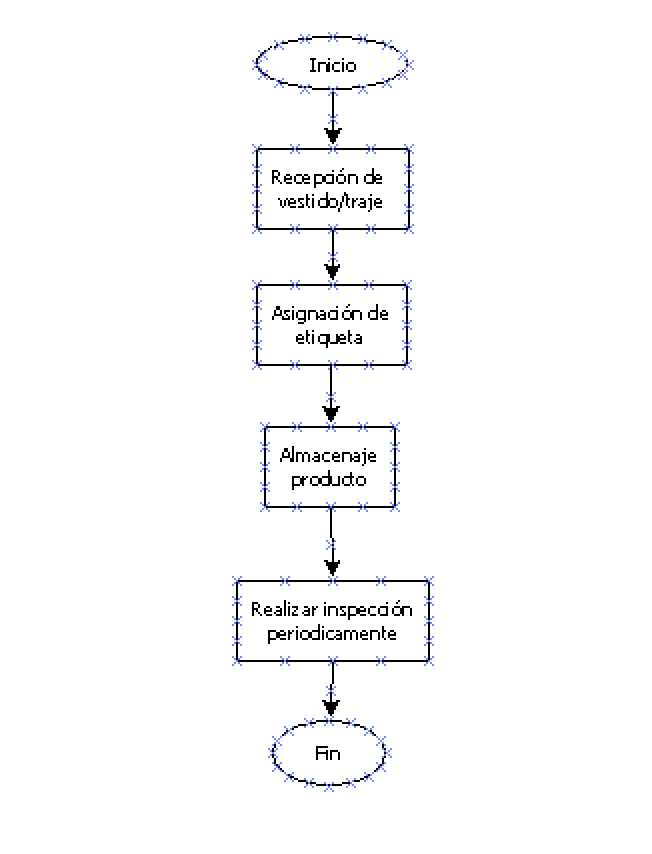 Inicio
Recepción de
vestido/traje
Asignación de
etiqueta
Almacenaje
producto
Realizar inspección
periodicamente
Fin